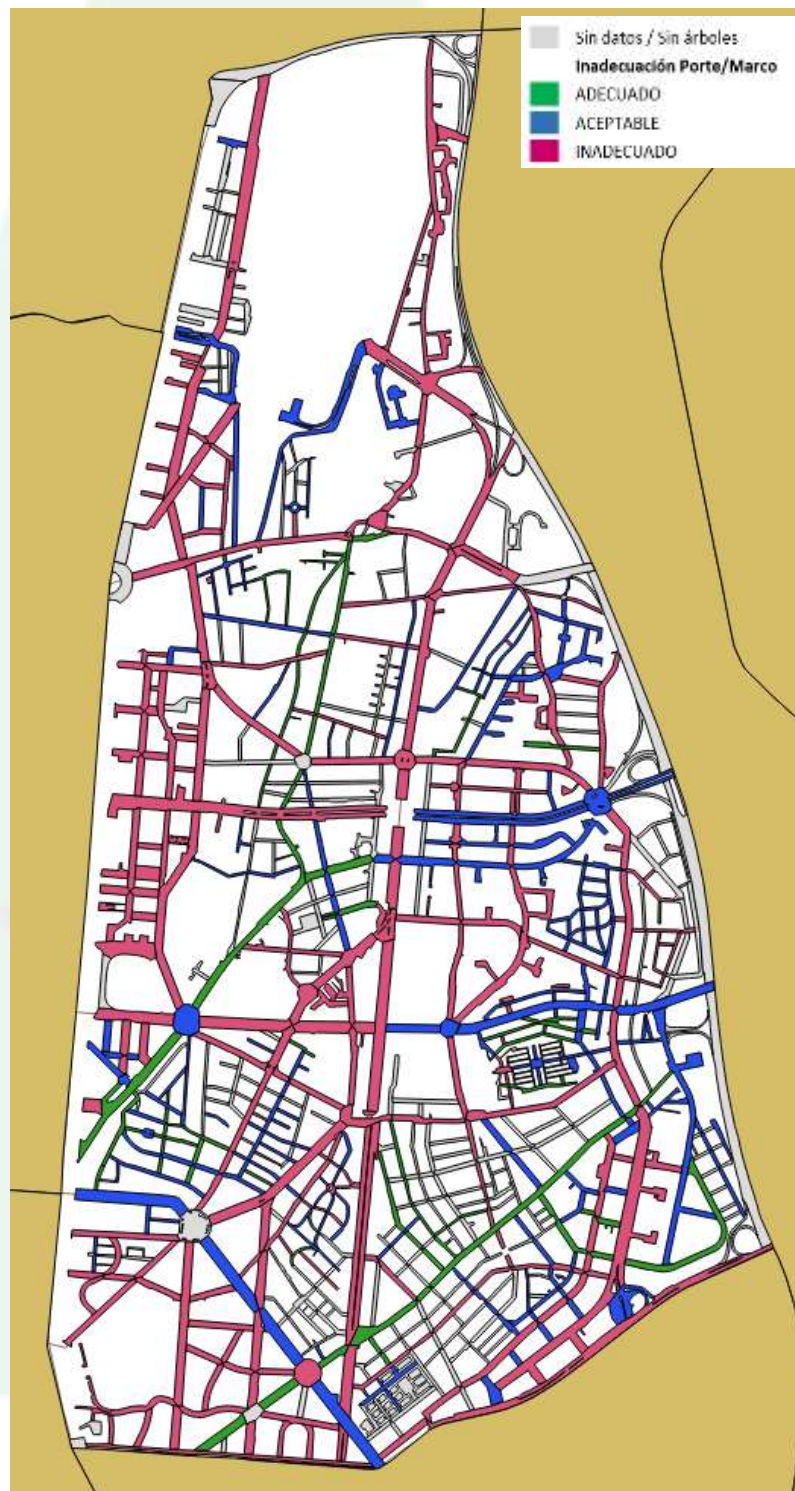 Sin datos / Sin árboles
Inadecuación Porte/Marco
ADECUADO
ACEPTABLE
INADECUADO